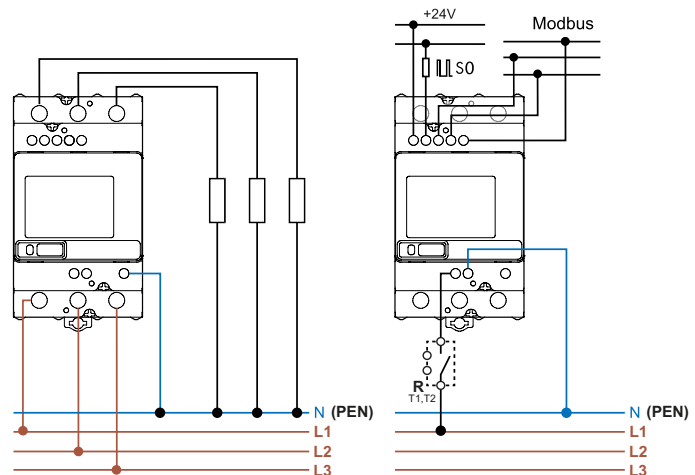 +24V
Modbus
S0
R
T1,T2
N (PEN)
L1
L2
L3
N (PEN)
L1
L2
L3